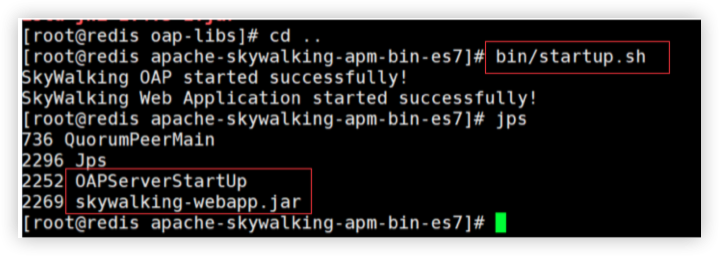 [root@redis oap-libs]# cd ..
[root@redis apache-skywalking-apm-bin-es7]# bin/startup.sh
SkyWalking OAP started successfully!
SkyWalking Web Application started successfully!
[root@redis apache-skywalking-apm-bin-es7]# jps
736 QuorumPeerMain
2296 Jps
2252 OAPServerStartUp
2269 skywalking-webapp.jar
[root@redis apache-skywalking-apm-bin-es7]#